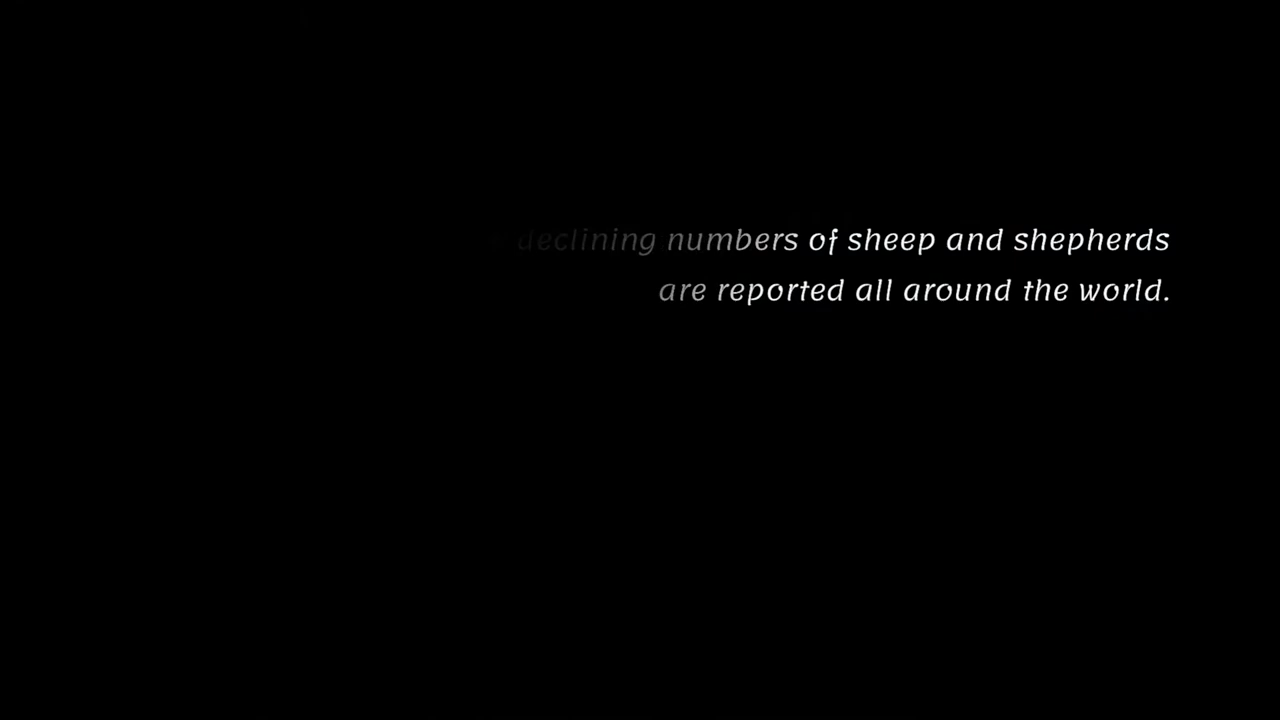 declining numbers of sheep and shepherds
are reported all around the world.